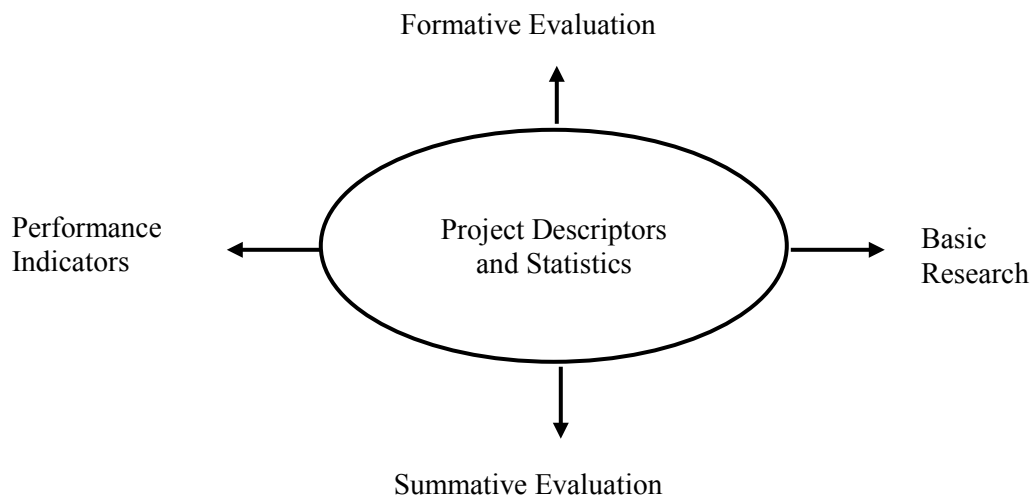 Formative Evaluation
Performance
Indicators
Project Descriptors
and Statistics
Basic
Research
Summative Evaluation